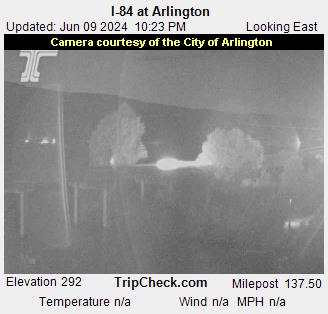 I-84 at Arlington
Updated: Jun 09 2024 10:23 PM Looking East
Camera courtesy of the City of Arlington
Elevation 292 TripCheck.com Milepost 137.50
Temperature n/a Wind n/a MPH n/a